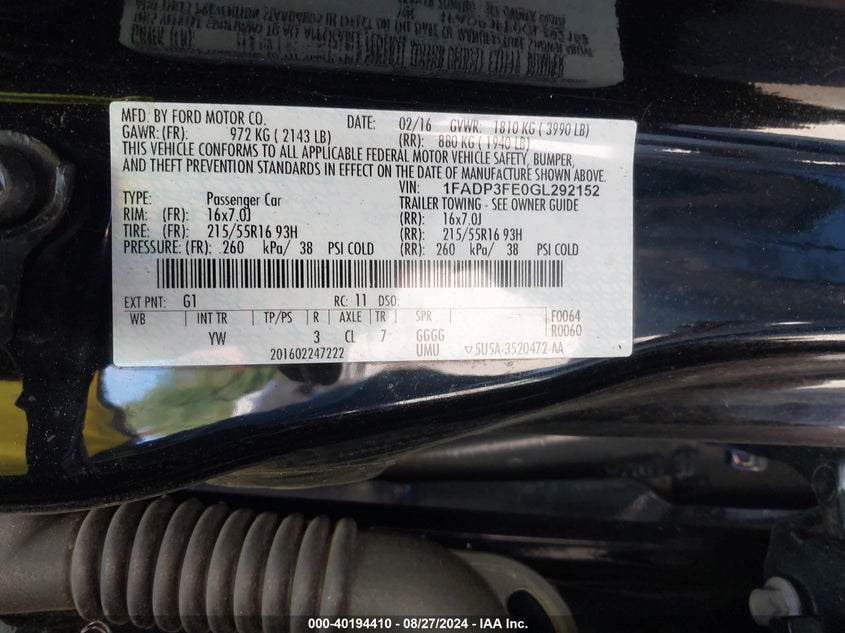 MFD. BY FORD MOTOR CO.
DATE: 02/16 GVWR: 1810 KG ( 3990 LB)
GAWR: (FR): 972 KG ( 2143 LB) (RR): 880 KG ( 1940 LB)
THIS VEHICLE CONFORMS TO ALL APPLICABLE FEDERAL MOTOR VEHICLE SAFETY, BUMPER,
AND THEFT PREVENTION STANDARDS IN EFFECT ON THE DATE OF MANUFACTURE SHOWN ABOVE.
VIN: 1FADP3FE0GL292152
TYPE: Passenger Car TRAILER TOWING - SEE OWNER GUIDE
RIM: (FR): 16x7.0J (RR): 16x7.0J
TIRE: (FR): 215/55R16 93H (RR): 215/55R16 93H
PRESSURE: (FR): 260 kPa/ 38 PSI COLD (RR): 260 kPa/ 38 PSI COLD
EXT PNT: G1 RC: 11 DSO: F0064
WB INT TR TP/PS R AXLE TR SPR R0060
YW 3 CL 7 GGGG
201602247222 UMU ▽5U5A-3520472-AA
000-40194410 - 08/27/2024 - IAA Inc.